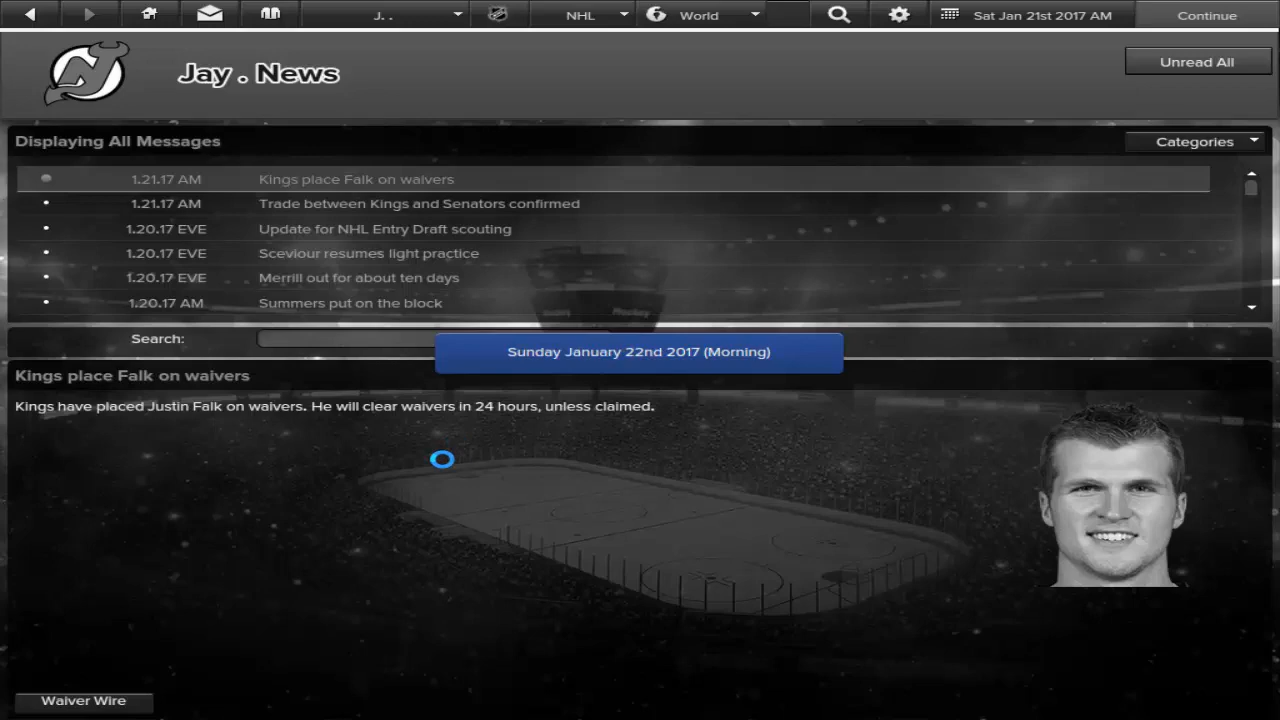 J. .
NHL
World
Sat Jan 21st 2017 AM
Continue
Jay . News
Unread All
Displaying All Messages
Categories
1.21.17 AM Kings place Falk on waivers
1.21.17 AM Trade between Kings and Senators confirmed
1.20.17 EVE Update for NHL Entry Draft scouting
1.20.17 EVE Sceviour resumes light practice
1.20.17 EVE Merrill out for about ten days
1.20.17 AM Summers put on the block
Search:
Sunday January 22nd 2017 (Morning)
Kings place Falk on waivers
Kings have placed Justin Falk on waivers. He will clear waivers in 24 hours, unless claimed.
Waiver Wire